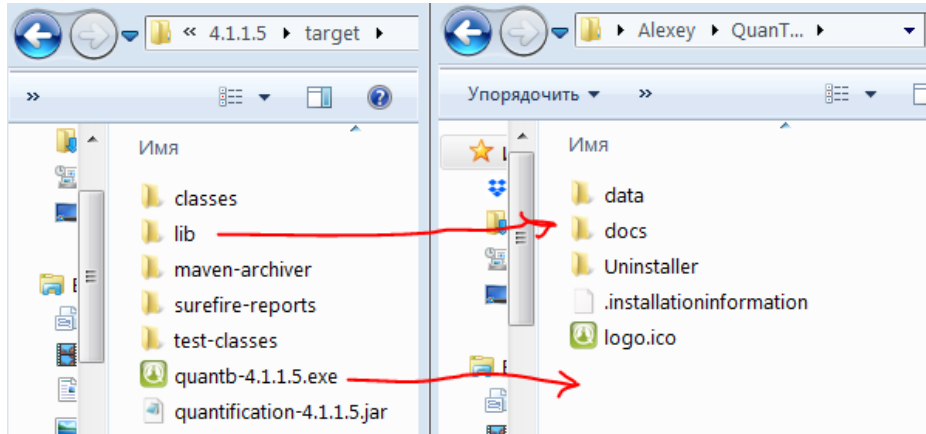 « 4.1.1.5 ▸ target ▸
»
Имя
classes
lib
maven-archiver
surefire-reports
test-classes
quantb-4.1.1.5.exe
quantification-4.1.1.5.jar
▸ Alexey ▸ QuanT... ▸
Упорядочить ▾ »
Имя
data
docs
Uninstaller
.installationinformation
logo.ico